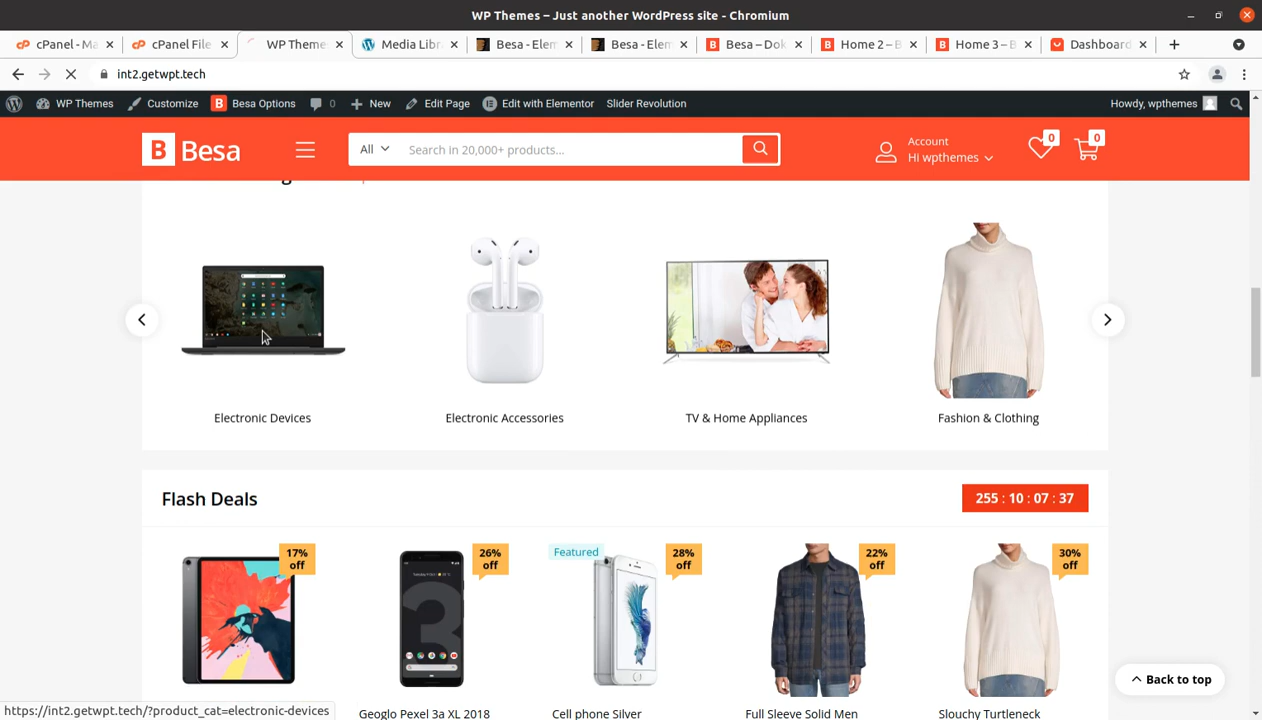 WP Themes – Just another WordPress site - Chromium
cPanel - Ma
cPanel File
WP Themes
Media Libr
Besa - Elem
Besa - Elem
Besa – Dok
Home 2 – B
Home 3 – B
Dashboard
int2.getwpt.tech
WP Themes
Customize
B Besa Options
0
New
Edit Page
Edit with Elementor
Slider Revolution
Howdy, wpthemes
B Besa
All
Search in 20,000+ products...
Account
Hi wpthemes
0
0
Electronic Devices
Electronic Accessories
TV & Home Appliances
Fashion & Clothing
Flash Deals
255 : 10 : 07 : 37
17% off
26% off
Featured
28% off
22% off
30% off
Back to top
https://int2.getwpt.tech/?product_cat=electronic-devices
Geoglo Pexel 3a XL 2018
Cell phone Silver
Full Sleeve Solid Men
Slouchy Turtleneck